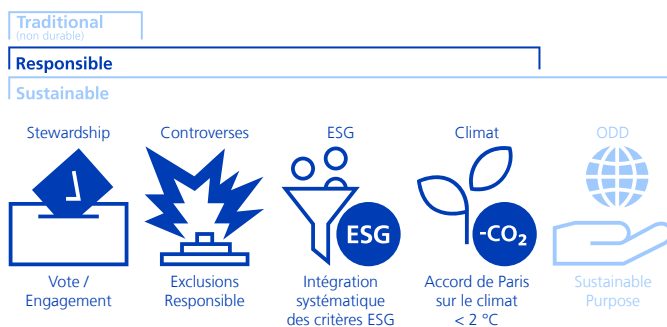 Traditional
(non durable)
Responsible
Sustainable
Stewardship
Controverses
ESG
Climat
ODD
ESG
-CO₂
Vote /
Engagement
Exclusions
Responsible
Intégration
systématique
des critères ESG
Accord de Paris
sur le climat
< 2 °C
Sustainable
Purpose